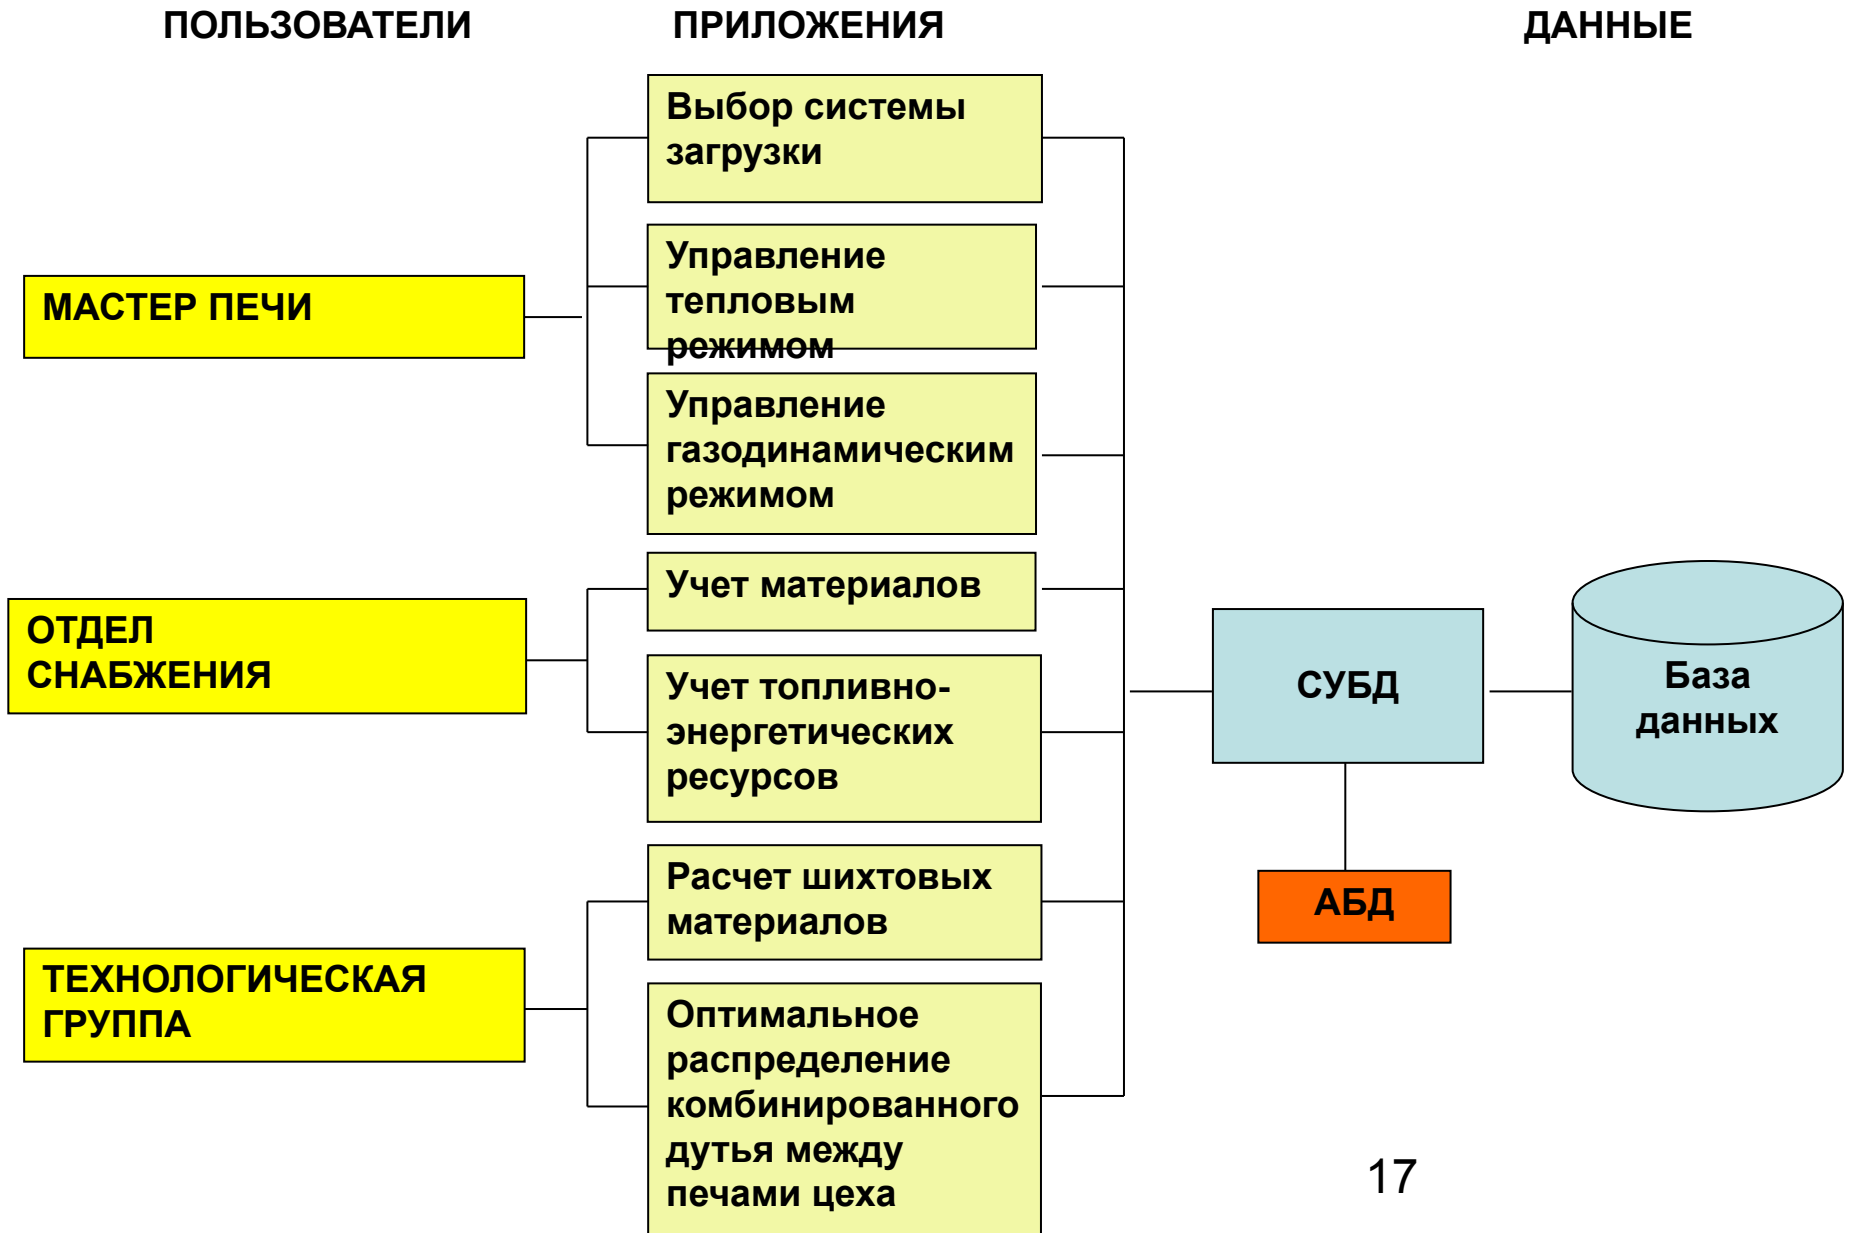 ПОЛЬЗОВАТЕЛИ
ПРИЛОЖЕНИЯ
ДАННЫЕ
МАСТЕР ПЕЧИ
Выбор системы
загрузки
Управление
тепловым
режимом
Управление
газодинамическим
режимом
ОТДЕЛ
СНАБЖЕНИЯ
Учет материалов
Учет топливно-
энергетических
ресурсов
ТЕХНОЛОГИЧЕСКАЯ
ГРУППА
Расчет шихтовых
материалов
Оптимальное
распределение
комбинированного
дутья между
печами цеха
СУБД
База
данных
АБД
17